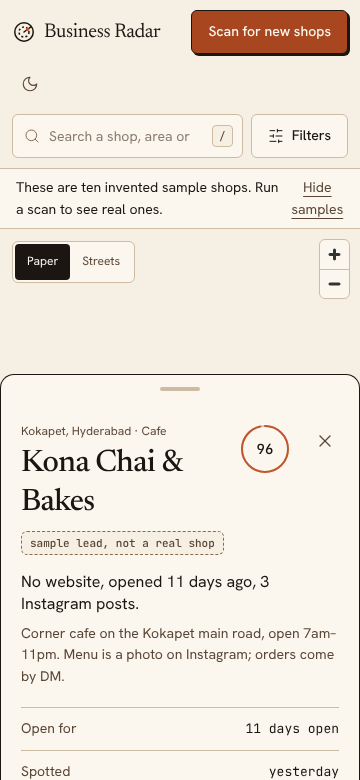 Business Radar
Scan for new shops
Search a shop, area or
/
Filters
These are ten invented sample shops. Run
a scan to see real ones.
Hide
samples
Paper
Streets
+
−
Kokapet, Hyderabad · Cafe
96
Kona Chai &
Bakes
sample lead, not a real shop
No website, opened 11 days ago, 3
Instagram posts.
Corner cafe on the Kokapet main road, open 7am–
11pm. Menu is a photo on Instagram; orders come
by DM.
Open for
11 days open
Spotted
yesterday